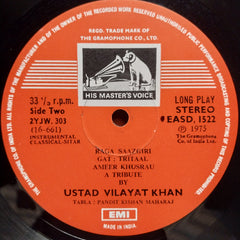 REGD. TRADE MARK OF
THE GRAMOPHONE CO., LTD.
HIS MASTER'S VOICE
33⅓ r.p.m.
Side Two
2YJW. 303
(16-661)
INSTRUMENTAL
CLASSICAL-SITAR
LONG PLAY
STEREO
EASD. 1522
℗ 1975
The Gramophone
Co. of India Ltd.
RAGA SAAZGIRI
GAT: TRITAAL
AMEER KHUSRAU
A TRIBUTE
BY
USTAD VILAYAT KHAN
TABLA : PANDIT KISHAN MAHARAJ
EMI
MADE IN INDIA